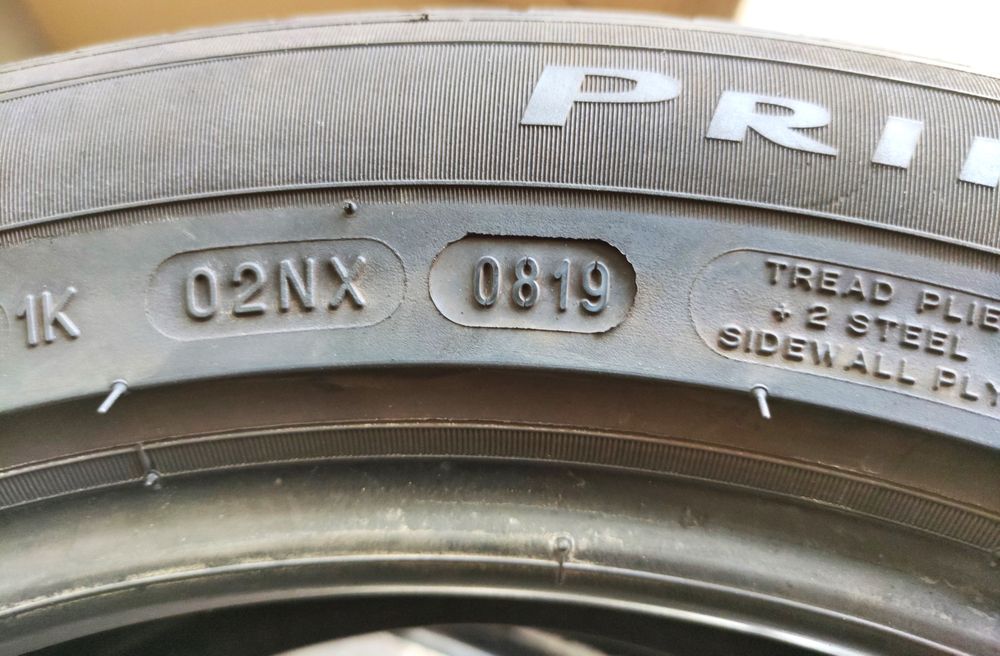 PRI
1K
02NX
0819
TREAD PLIE
+ 2 STEEL
SIDEWALL PLY